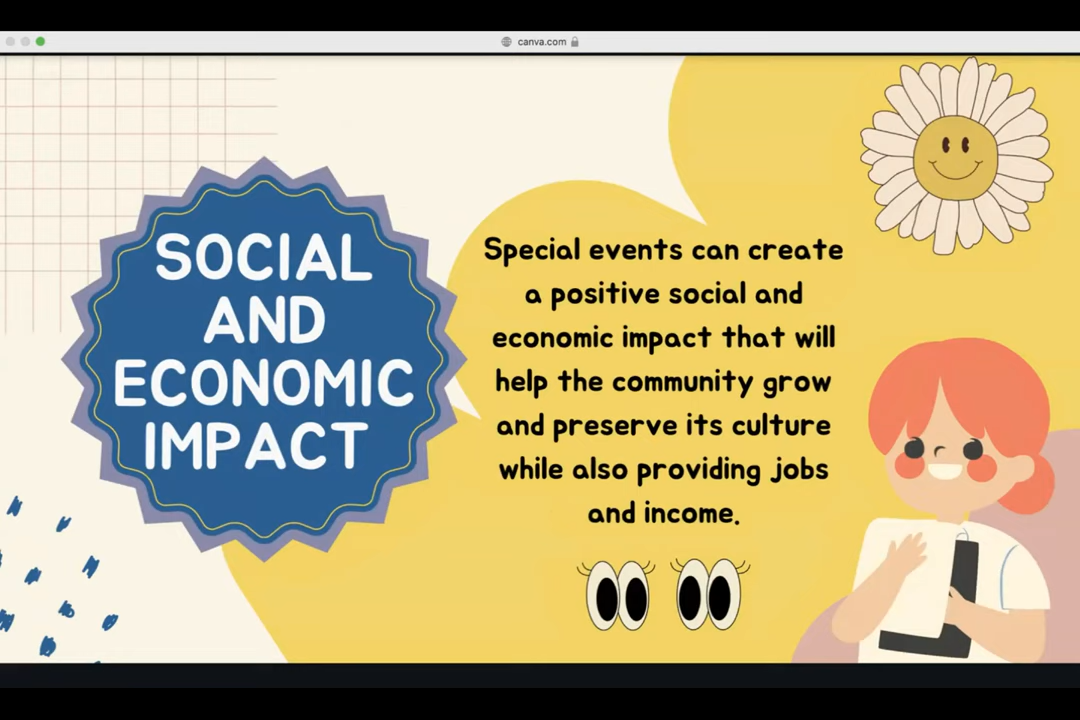 canva.com
SOCIAL
AND
ECONOMIC
IMPACT
Special events can create
a positive social and
economic impact that will
help the community grow
and preserve its culture
while also providing jobs
and income.